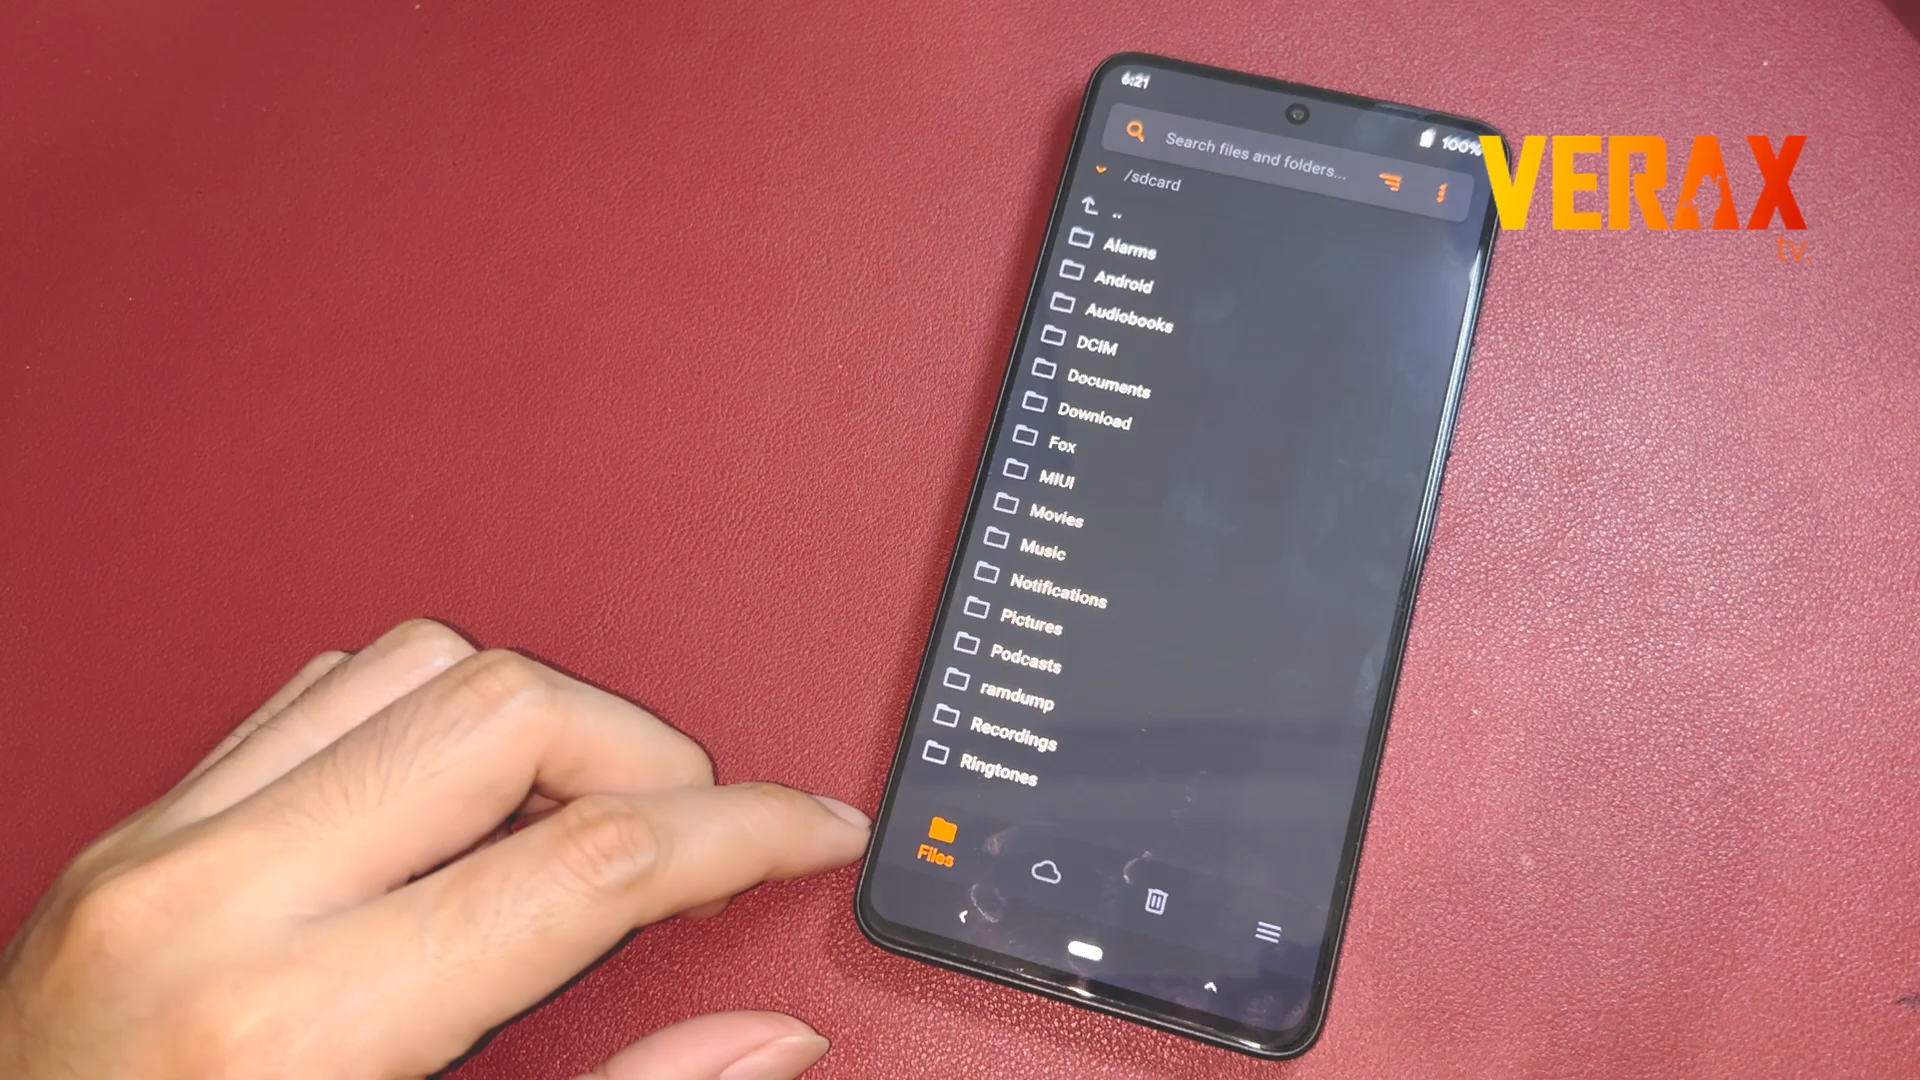 6:21
100%
Search files and folders...
/sdcard
..
Alarms
Android
Audiobooks
DCIM
Documents
Download
Fox
MIUI
Movies
Music
Notifications
Pictures
Podcasts
ramdump
Recordings
Ringtones
Files
VERAX
tv.